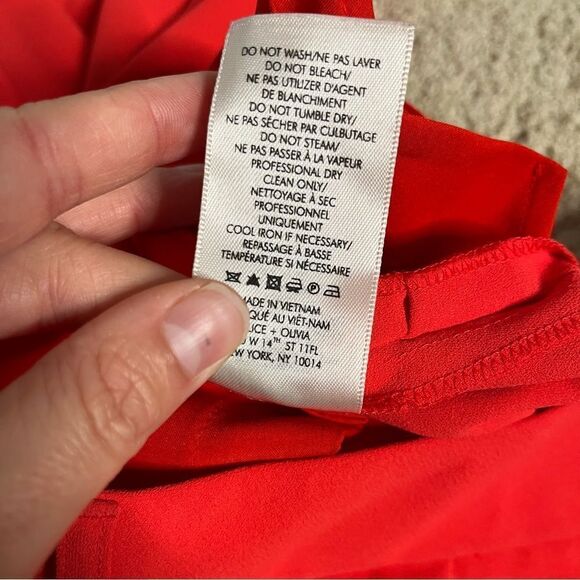 DO NOT WASH/NE PAS LAVER
DO NOT BLEACH/
NE PAS UTILIZER D'AGENT
DE BLANCHIMENT
DO NOT TUMBLE DRY/
NE PAS SÉCHER PAR CULBUTAGE
DO NOT STEAM/
NE PAS PASSER À LA VAPEUR
PROFESSIONAL DRY
CLEAN ONLY/
NETTOYAGE À SEC
PROFESSIONNEL
UNIQUEMENT
COOL IRON IF NECESSARY/
REPASSAGE À BASSE
TEMPÉRATURE SI NÉCESSAIRE
MADE IN VIETNAM
QUÉ AU VIÊT-NAM
UCE + OLIVIA
W 14TH ST 11FL
EW YORK, NY 10014